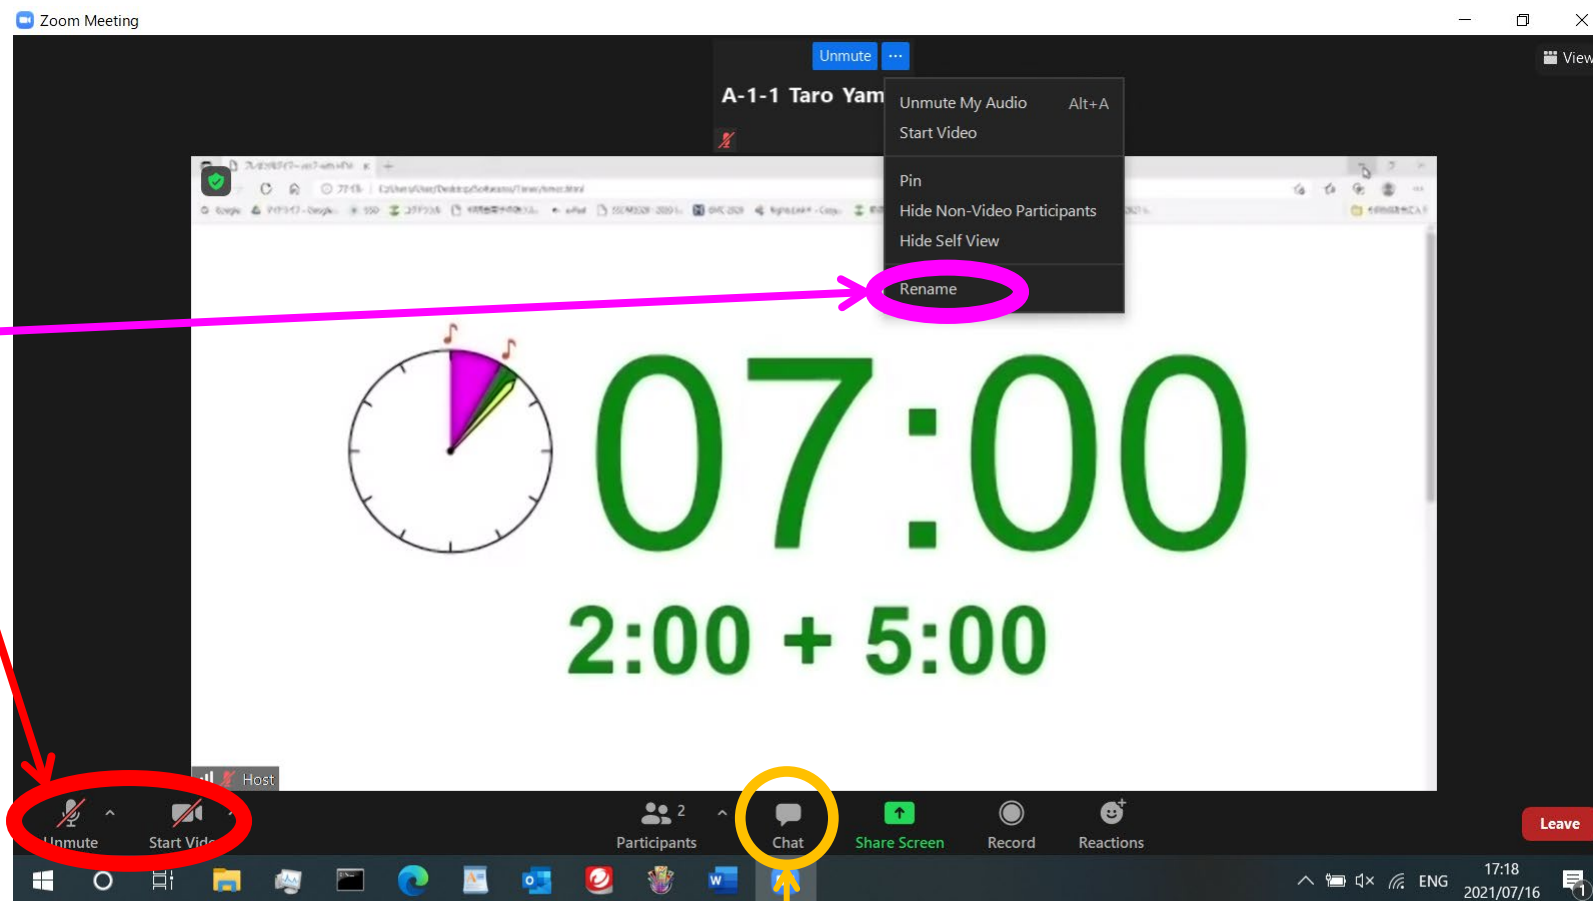 Zoom Meeting
Unmute ...
View
A-1-1 Taro Yam
Unmute My Audio Alt+A
Start Video
Pin
Hide Non-Video Participants
Hide Self View
Rename
07:00
2:00 + 5:00
Host
Unmute
Start Video
2
Participants
Chat
Share Screen
Record
Reactions
Leave
ENG
17:18
2021/07/16
1